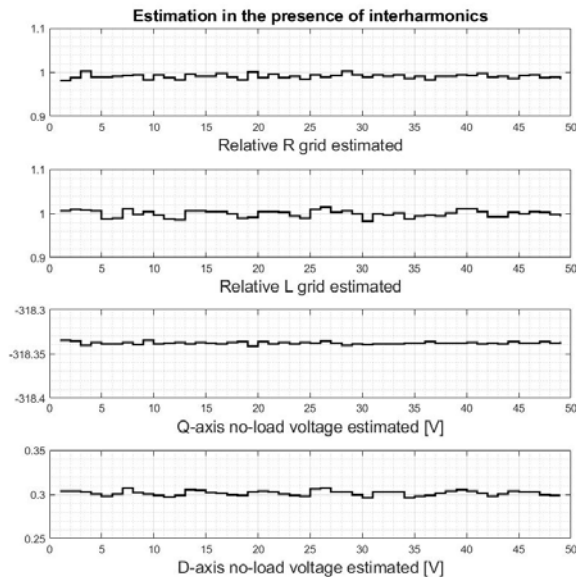 Estimation in the presence of interharmonics
1.1
1
0.9
0 5 10 15 20 25 30 35 40 45 50
Relative R grid estimated
1.1
1
0.9
0 5 10 15 20 25 30 35 40 45 50
Relative L grid estimated
-318.3
-318.35
-318.4
0 5 10 15 20 25 30 35 40 45 50
Q-axis no-load voltage estimated [V]
0.35
0.3
0.25
0 5 10 15 20 25 30 35 40 45 50
D-axis no-load voltage estimated [V]